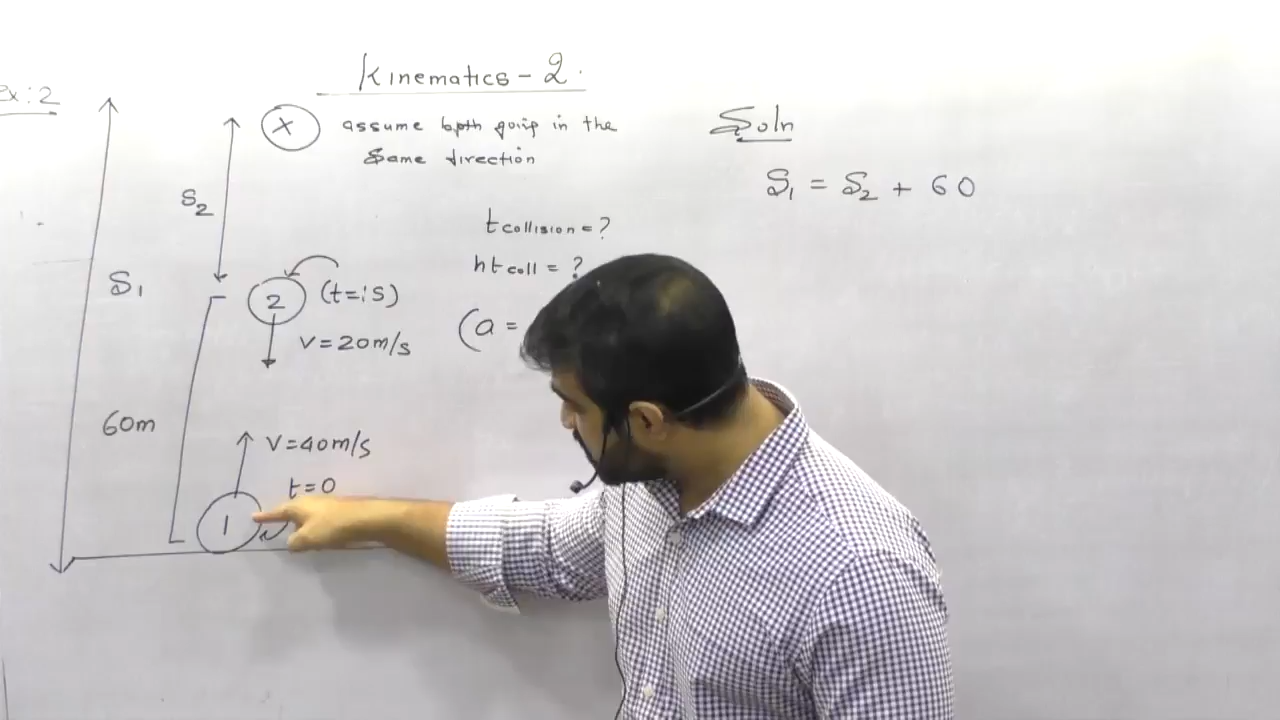 Kinematics - 2.
ex: 2
X
assume both going in the
same direction
Soln
S1 = S2 + 60
S2
t collision = ?
ht coll = ?
S1
2
(t=1s)
(a =
V=20m/s
60m
V=40m/s
t=0
1